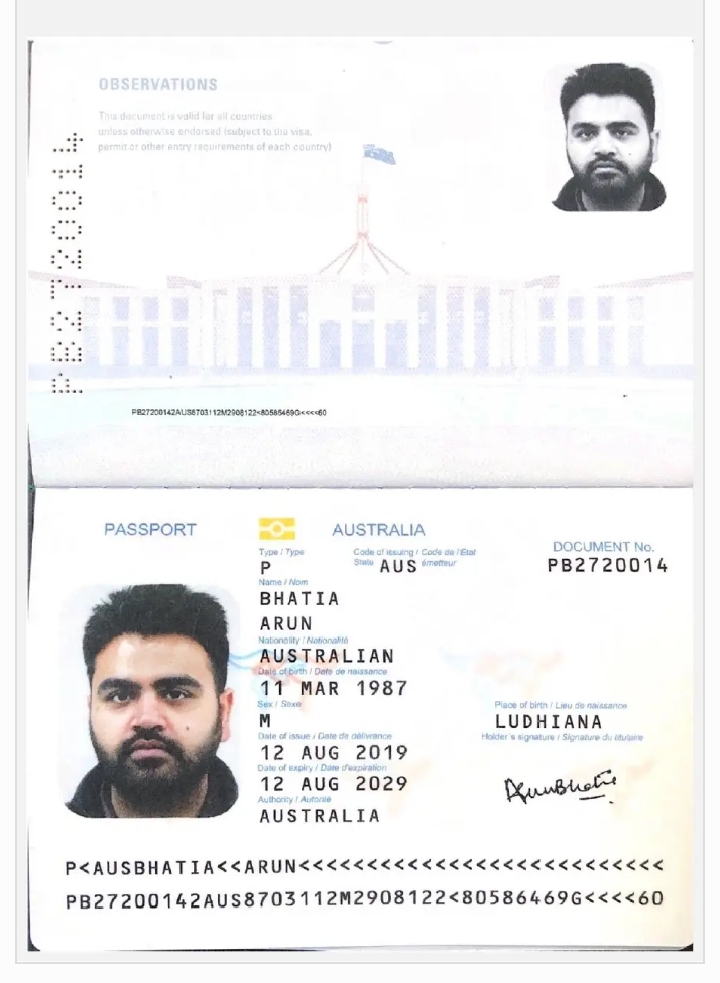 OBSERVATIONS
This document is valid for all countries
unless otherwise endorsed (subject to the visa,
permit or other entry requirements of each country)
PB2720014
PB27200142AUS8703112M2908122<80586469G<<<<60
PASSPORT
AUSTRALIA
Type / Type
Code of issuing / Code de l'État
State AUS émetteur
DOCUMENT No.
P
PB2720014
Name / Nom
BHATIA
ARUN
Nationality / Nationalité
AUSTRALIAN
Date of birth / Date de naissance
11 MAR 1987
Sex / Sexe
Place of birth / Lieu de naissance
M
LUDHIANA
Date of issue / Date de délivrance
Holder's signature / Signature du titulaire
12 AUG 2019
Date of expiry / Date d'expiration
12 AUG 2029
ArunBhatia
Authority / Autorité
AUSTRALIA
P<AUSBHATIA<<ARUN<<<<<<<<<<<<<<<<<<<<<<<<<<<
PB27200142AUS8703112M2908122<80586469G<<<<60